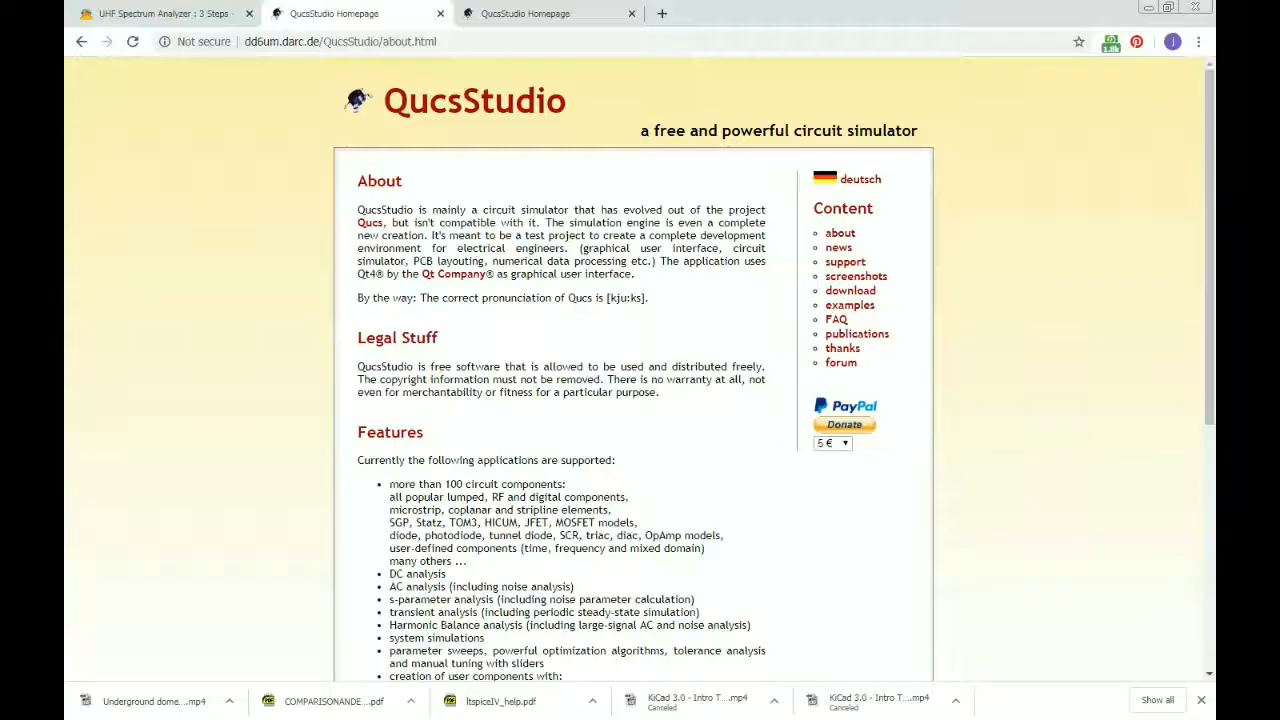 UHF Spectrum Analyzer : 3 Steps -
QucsStudio Homepage
QucsStudio Homepage
Not secure | dd6um.darc.de/QucsStudio/about.html
1.8k
J
QucsStudio
a free and powerful circuit simulator
About
QucsStudio is mainly a circuit simulator that has evolved out of the project
Qucs, but isn't compatible with it. The simulation engine is even a complete
new creation. It's meant to be a test project to create a complete development
environment for electrical engineers. (graphical user interface, circuit
simulator, PCB layouting, numerical data processing etc.) The application uses
Qt4® by the Qt Company® as graphical user interface.
By the way: The correct pronunciation of Qucs is [kju:ks].
Legal Stuff
QucsStudio is free software that is allowed to be used and distributed freely.
The copyright information must not be removed. There is no warranty at all, not
even for merchantability or fitness for a particular purpose.
Features
Currently the following applications are supported:
• more than 100 circuit components:
all popular lumped, RF and digital components,
microstrip, coplanar and stripline elements,
SGP, Statz, TOM3, HICUM, JFET, MOSFET models,
diode, photodiode, tunnel diode, SCR, triac, diac, OpAmp models,
user-defined components (time, frequency and mixed domain)
many others ...
• DC analysis
• AC analysis (including noise analysis)
• s-parameter analysis (including noise parameter calculation)
• transient analysis (including periodic steady-state simulation)
• Harmonic Balance analysis (including large-signal AC and noise analysis)
• system simulations
• parameter sweeps, powerful optimization algorithms, tolerance analysis
and manual tuning with sliders
• creation of user components with:
deutsch
Content
about
news
support
screenshots
download
examples
FAQ
publications
thanks
forum
PayPal
Donate
5 €
Underground dome....mp4
COMPARISONANDE....pdf
ltspiceIV_help.pdf
KiCad 3.0 - Intro T....mp4
Canceled
KiCad 3.0 - Intro T....mp4
Canceled
Show all